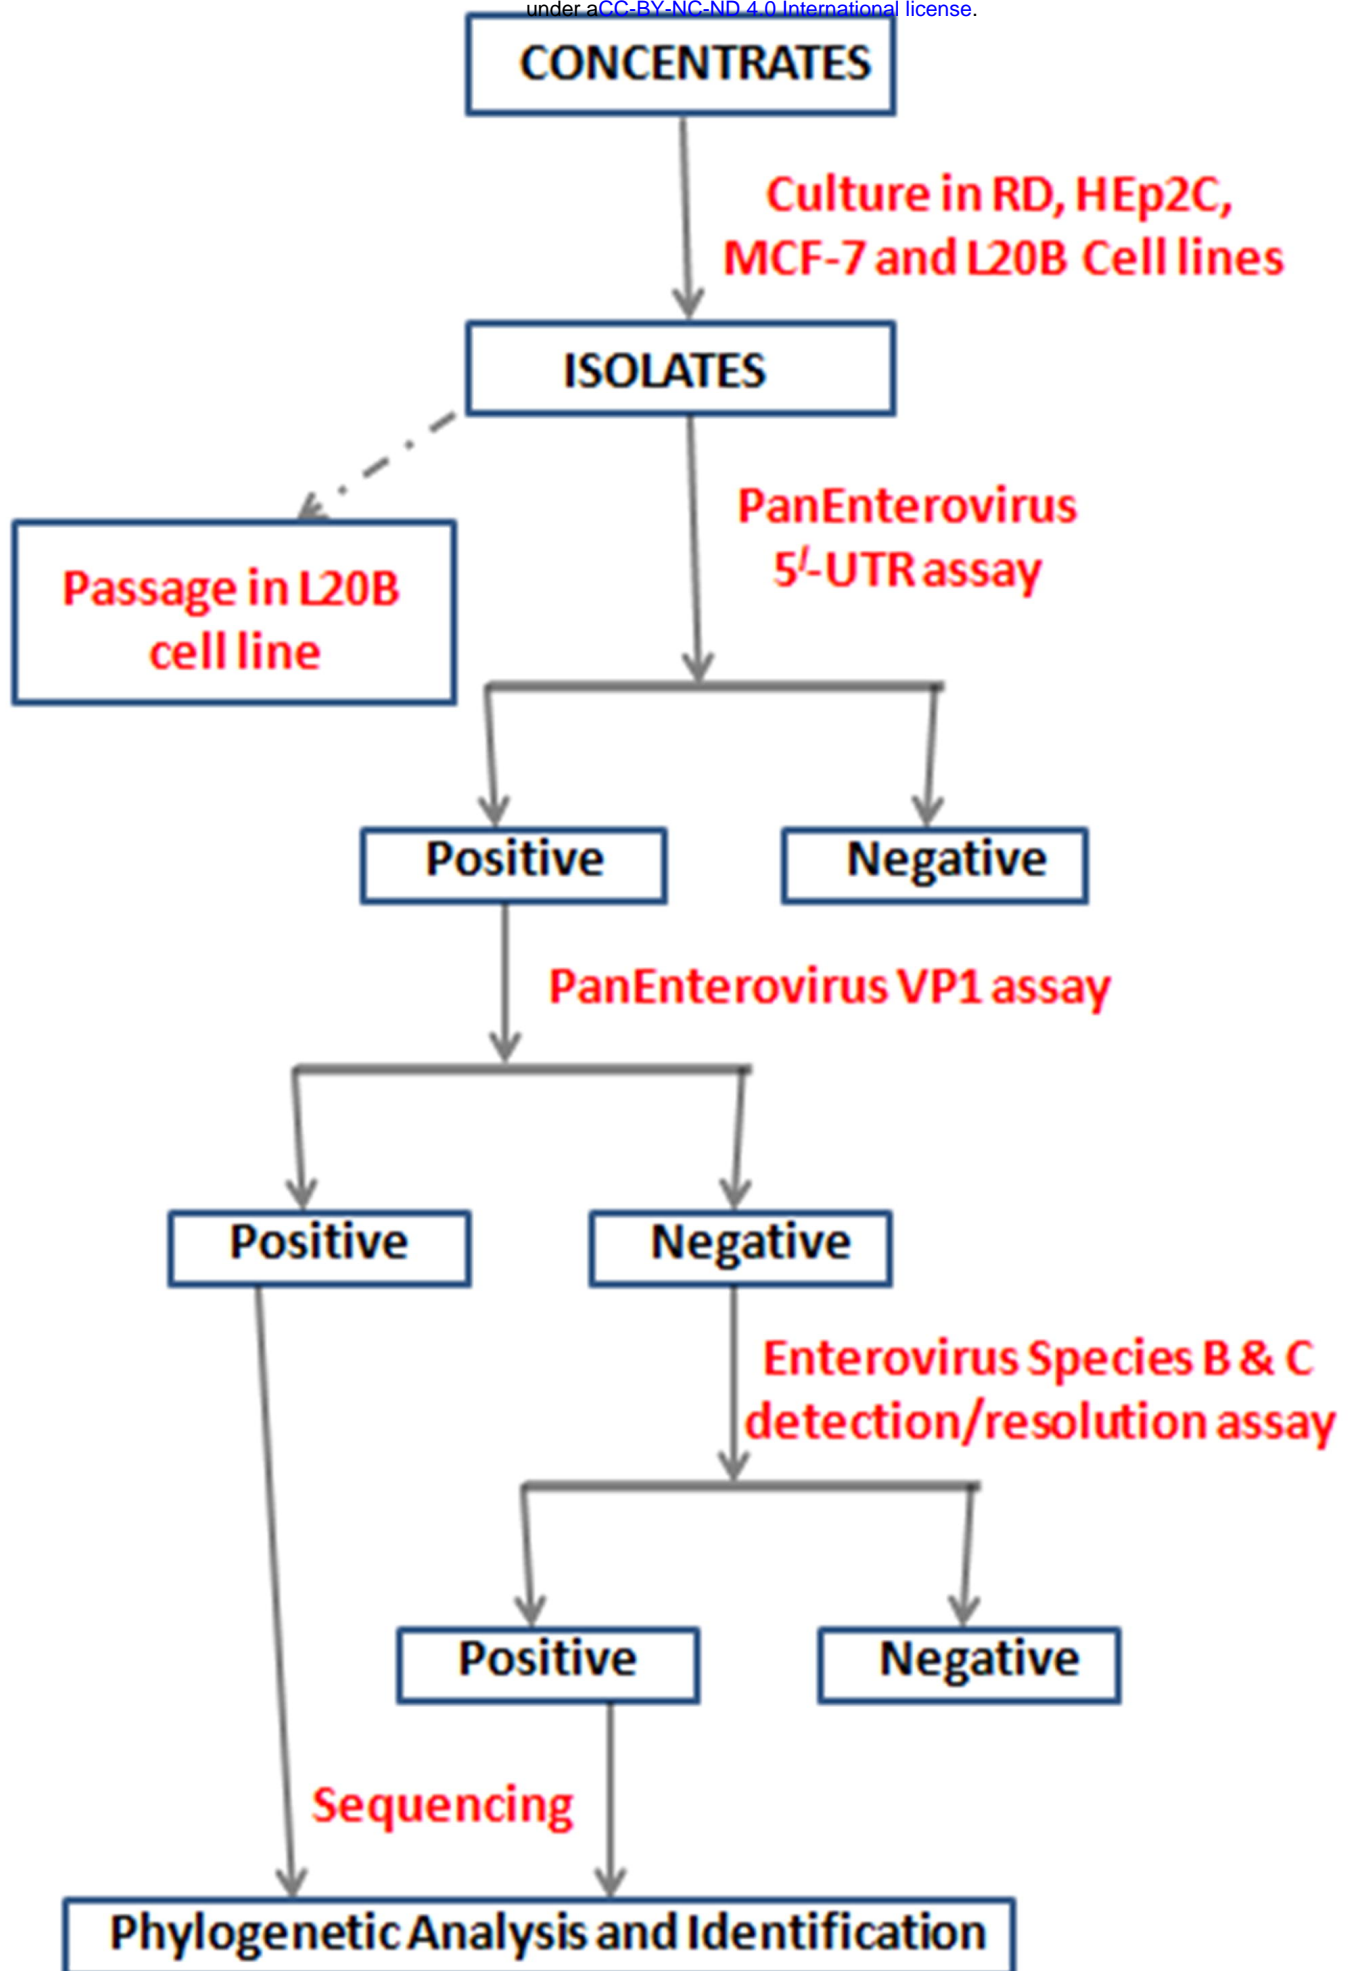 under aCC-BY-NC-ND 4.0 International license.
CONCENTRATES
Culture in RD, HEp2C,
MCF-7 and L20B Cell lines
ISOLATES
PanEnterovirus
5/-UTR assay
Passage in L20B
cell line
Positive
Negative
PanEnterovirus VP1 assay
Positive
Negative
Enterovirus Species B & C
detection/resolution assay
Positive
Negative
Sequencing
Phylogenetic Analysis and Identification